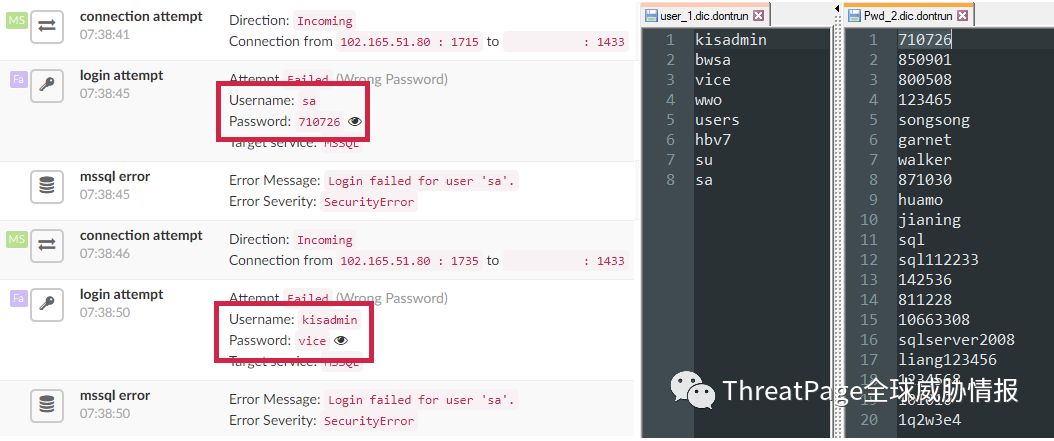 MS
connection attempt
07:38:41
Direction: Incoming
Connection from 102.165.51.80 : 1715 to : 1433
Fa
login attempt
07:38:45
Attempt Failed (Wrong Password)
Username: sa
Password: 710726
Target service: MSSQL
mssql error
07:38:45
Error Message: Login failed for user 'sa'.
Error Severity: SecurityError
MS
connection attempt
07:38:46
Direction: Incoming
Connection from 102.165.51.80 : 1735 to : 1433
Fa
login attempt
07:38:50
Attempt Failed (Wrong Password)
Username: kisadmin
Password: vice
Target service: MSSQL
mssql error
07:38:50
Error Message: Login failed for user 'sa'.
Error Severity: SecurityError
user_1.dic.dontrun
1 kisadmin
2 bwsa
3 vice
4 wwo
5 users
6 hbv7
7 su
8 sa
Pwd_2.dic.dontrun
1 710726
2 850901
3 800508
4 123465
5 songsong
6 garnet
7 walker
8 871030
9 huamo
10 jianing
11 sql
12 sql112233
13 142536
14 811228
15 10663308
16 sqlserver2008
17 liang123456
18 1234568
19
20 1q2w3e4
ThreatPage全球威胁情报